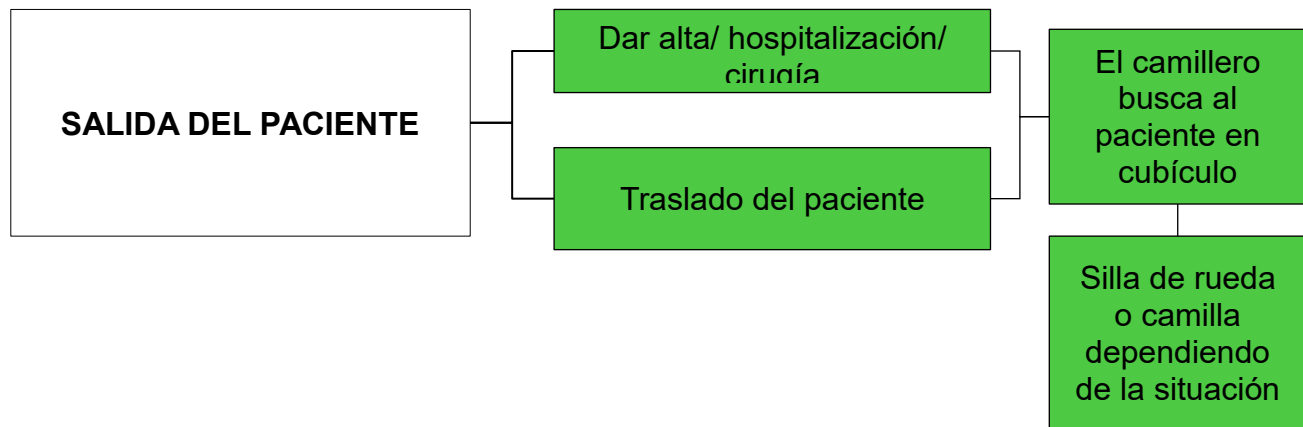 SALIDA DEL PACIENTE
Dar alta/ hospitalización/
cirugía
Traslado del paciente
El camillero
busca al
paciente en
cubículo
Silla de rueda
o camilla
dependiendo
de la situación